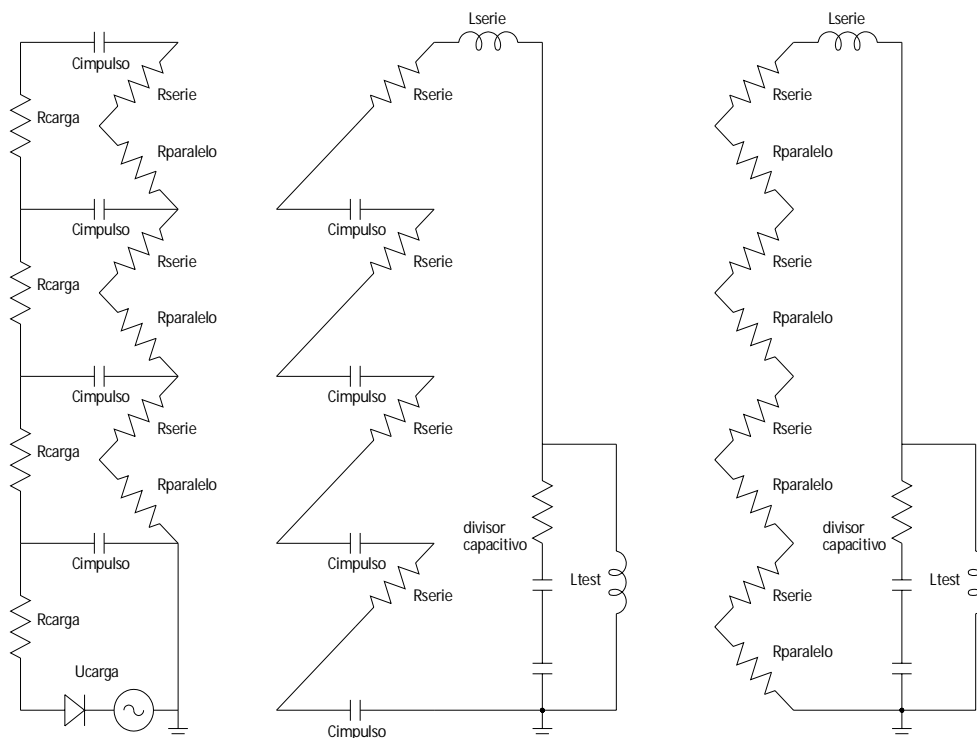 Cimpulso
Rcarga
Rserie
Rparalelo
Cimpulso
Rcarga
Rserie
Rparalelo
Cimpulso
Rcarga
Rserie
Rparalelo
Cimpulso
Rcarga
Ucarga
Lserie
Rserie
Cimpulso
Rserie
Cimpulso
Rserie
Cimpulso
Rserie
Cimpulso
divisor
capacitivo
Ltest
Lserie
Rserie
Rparalelo
Rserie
Rparalelo
Rserie
Rparalelo
Rserie
Rparalelo
divisor
capacitivo
Ltest